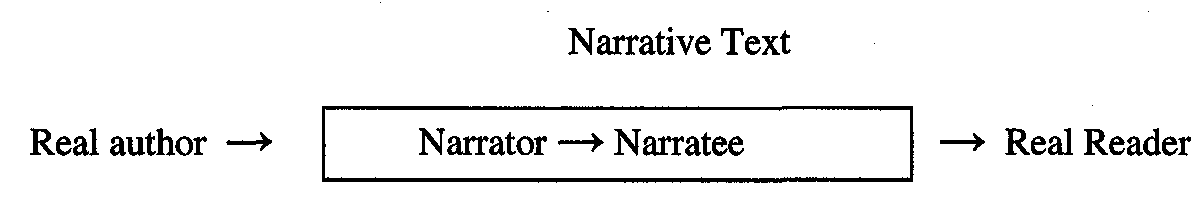 Narrative Text
Real author → Narrator → Narratee → Real Reader